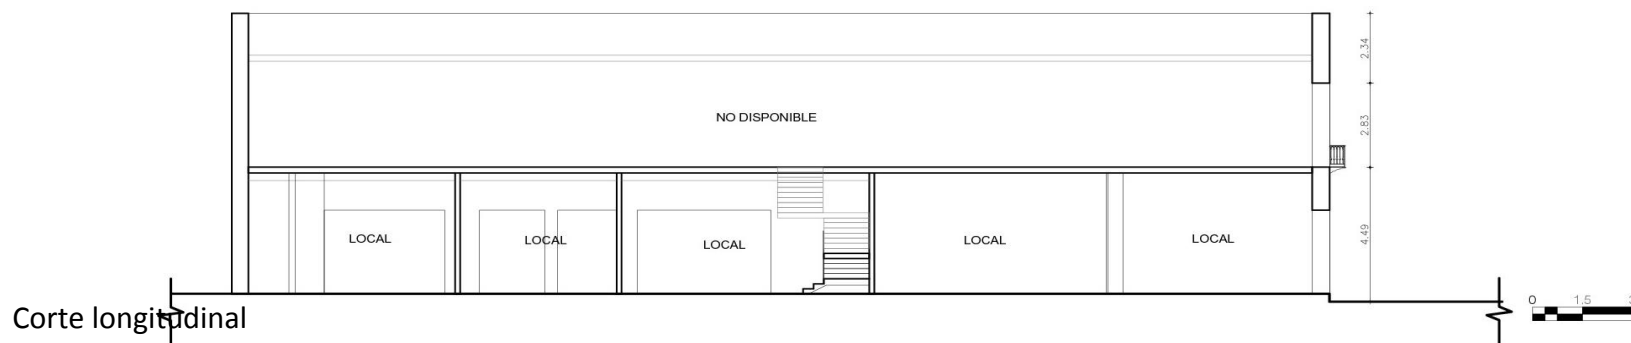 2.34
NO DISPONIBLE
2.83
4.49
LOCAL
LOCAL
LOCAL
LOCAL
LOCAL
Corte longitudinal
0 1.5